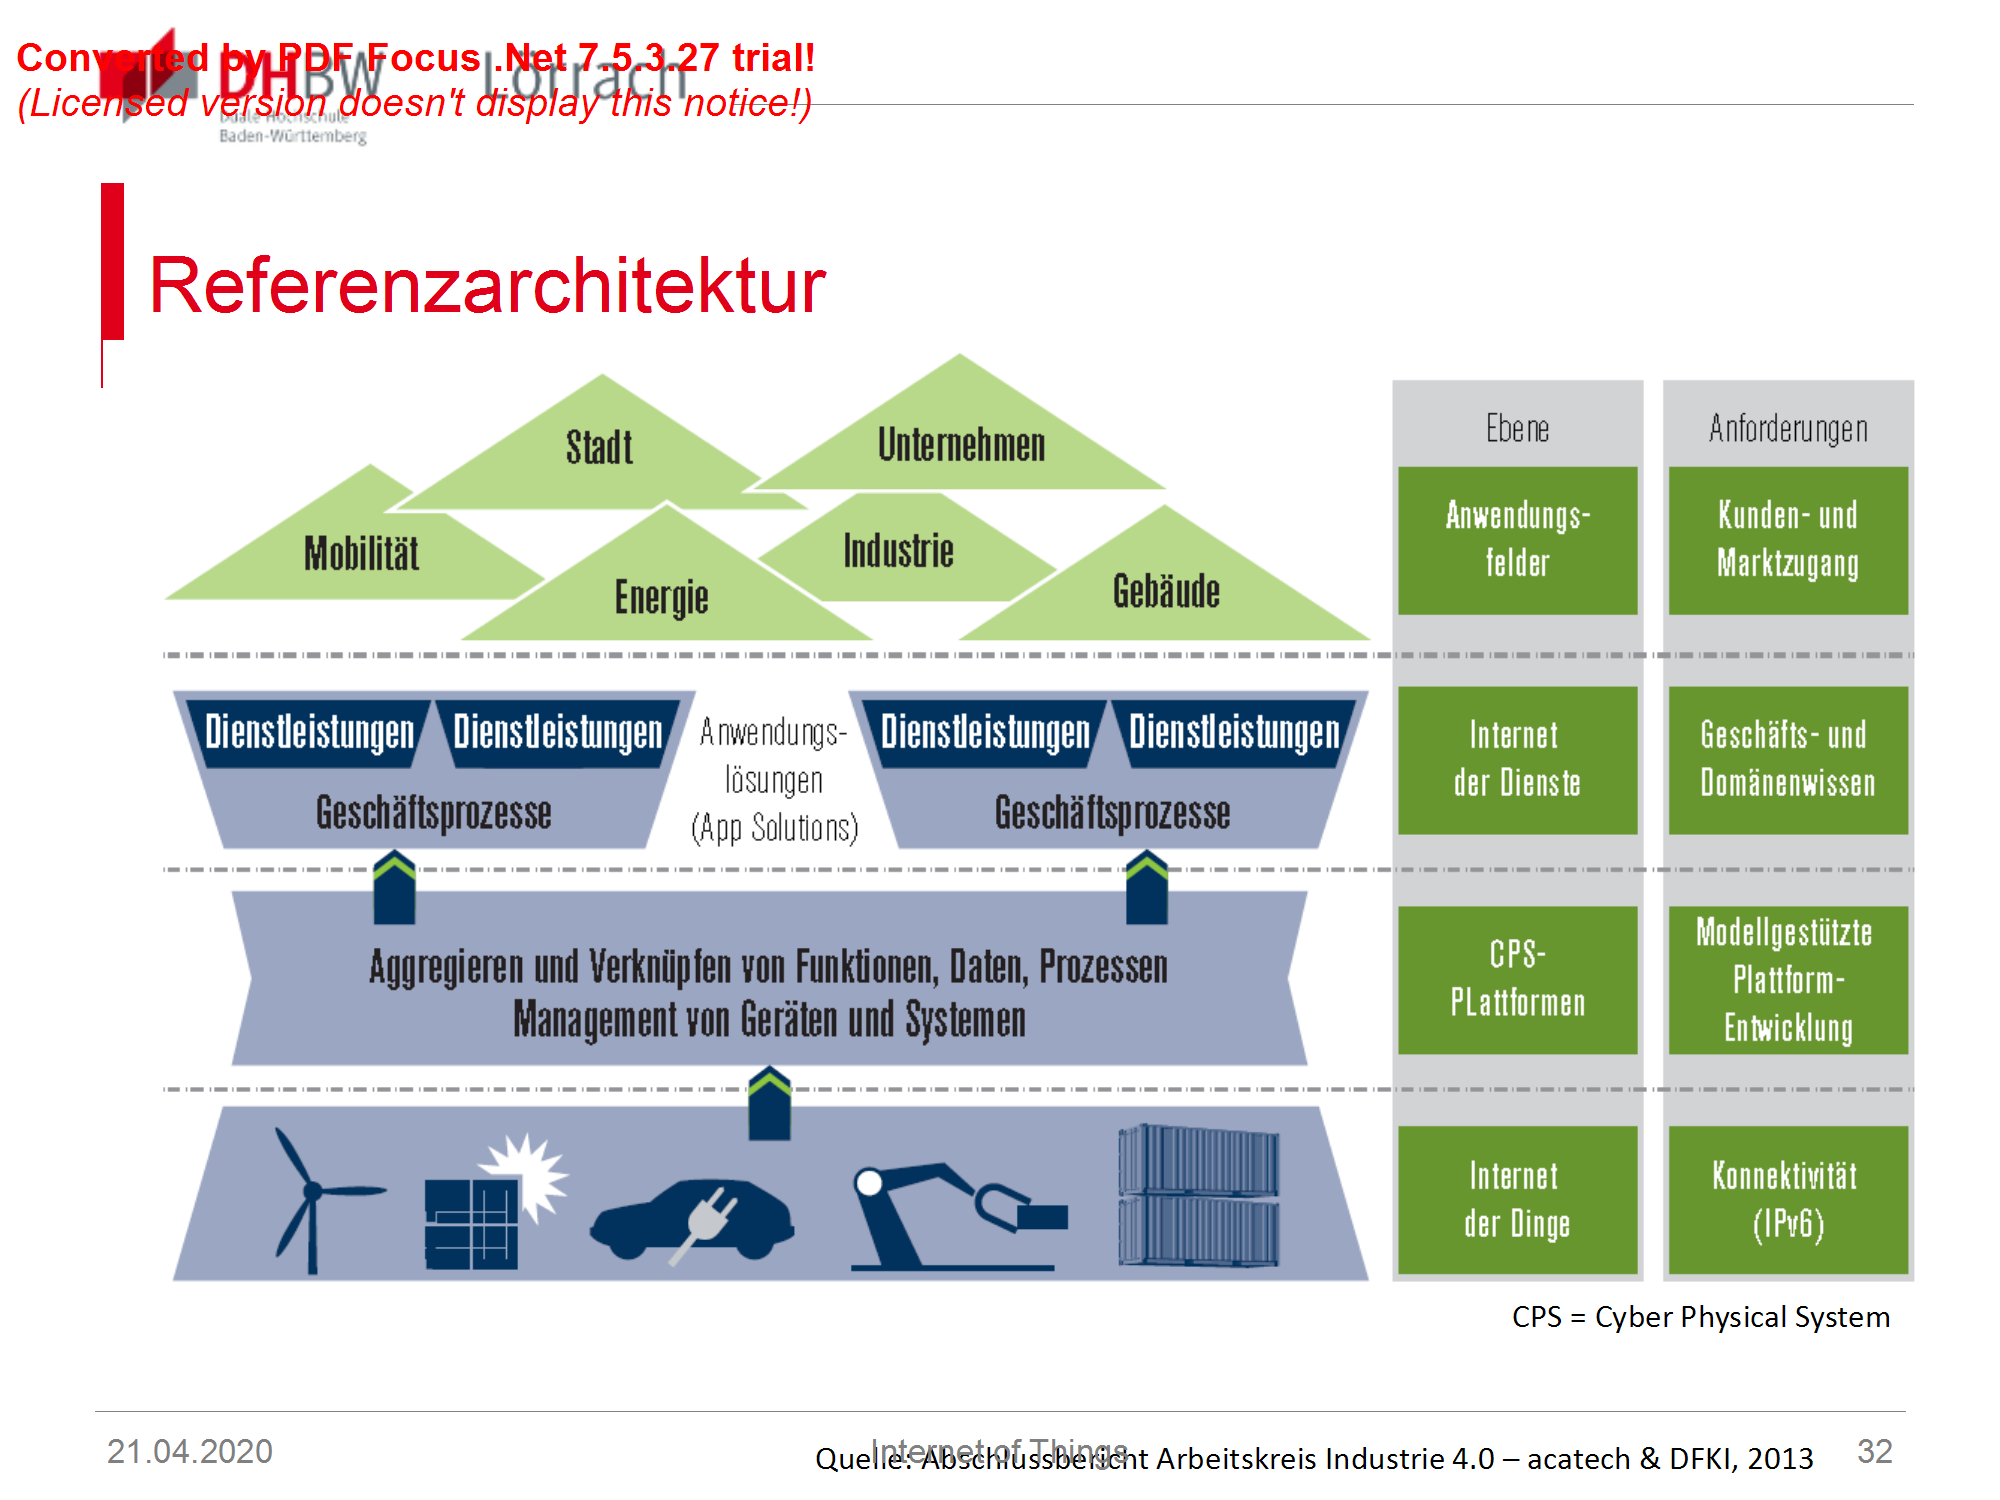 Converted by PDF Focus .Net 7.5.3.27 trial!
(Licensed version doesn't display this notice!)
DHBW Lörrach
Duale Hochschule
Baden-Württemberg
Referenzarchitektur
Stadt
Unternehmen
Mobilität
Energie
Industrie
Gebäude
Dienstleistungen
Dienstleistungen
Geschäftsprozesse
Anwendungs-
lösungen
(App Solutions)
Dienstleistungen
Dienstleistungen
Geschäftsprozesse
Aggregieren und Verknüpfen von Funktionen, Daten, Prozessen
Management von Geräten und Systemen
Ebene
Anwendungs-
felder
Internet
der Dienste
CPS-
PLattformen
Internet
der Dinge
Anforderungen
Kunden- und
Marktzugang
Geschäfts- und
Domänenwissen
Modellgestützte
Plattform-
Entwicklung
Konnektivität
(IPv6)
CPS = Cyber Physical System
21.04.2020
Internet of Things
Quelle: Abschlussbericht Arbeitskreis Industrie 4.0 – acatech & DFKI, 2013
32